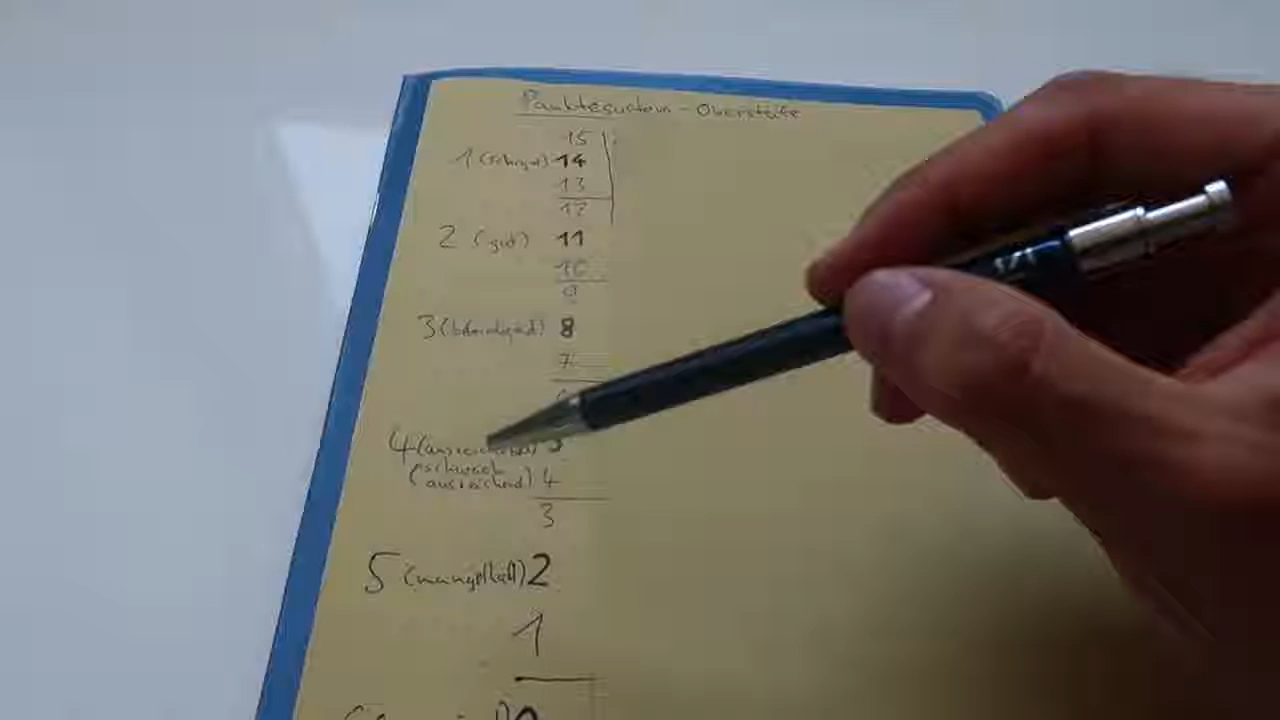 Punktesystem - Oberstufe
15
1 (sehr gut) 14
13
12
2 (gut) 11
10
9
3 (befriedigend) 8
7
4 (ausreichend)
(schwach
ausreichend) 4
3
5 (mangelhaft) 2
1
0